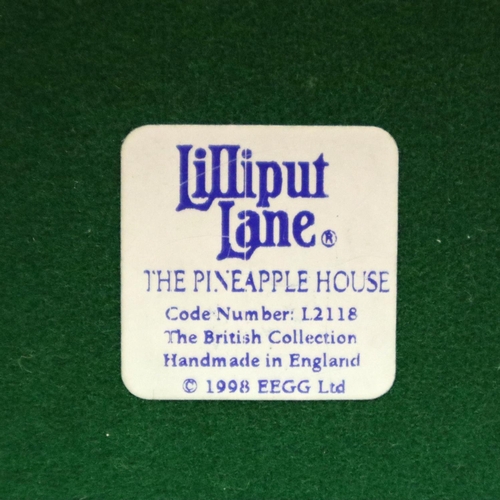 Lilliput
Lane®
THE PINEAPPLE HOUSE
Code Number: L2118
The British Collection
Handmade in England
© 1998 EEGG Ltd